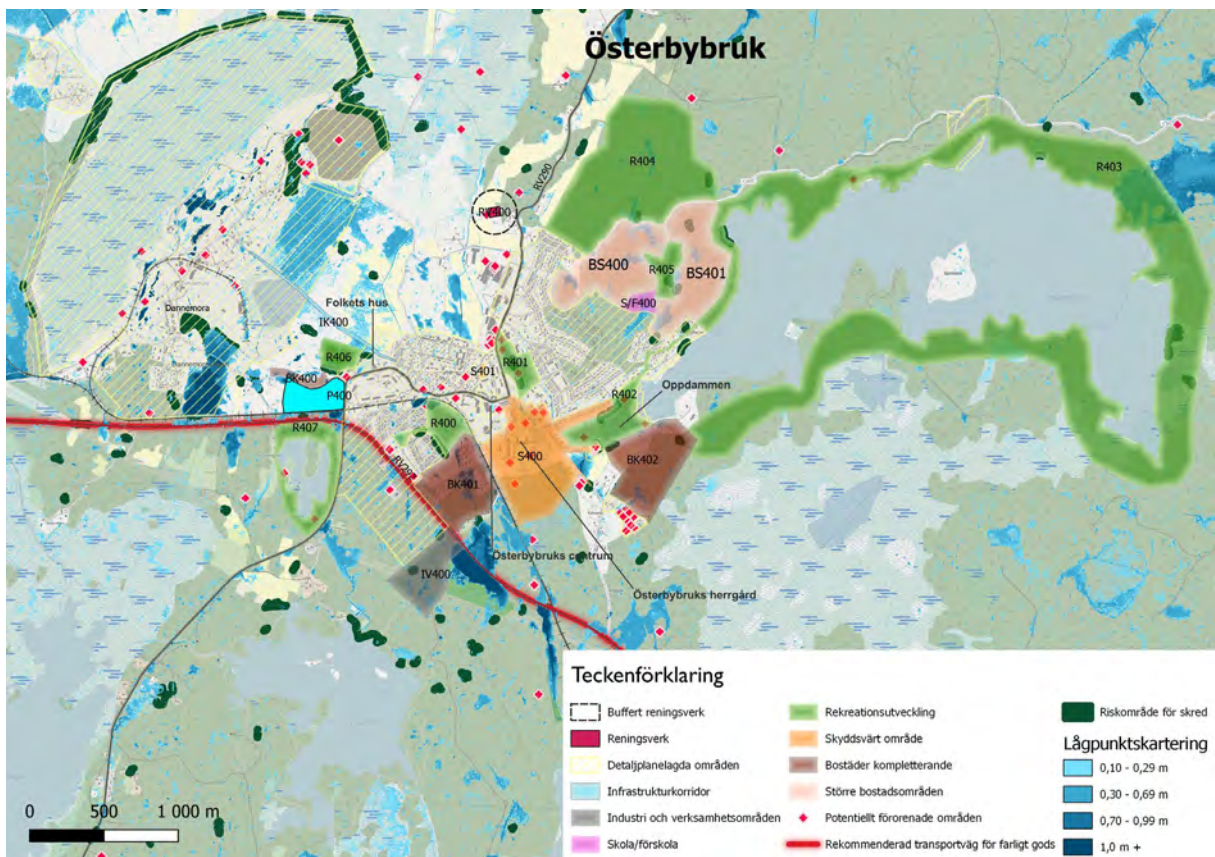 Österbybruk
R404
R403
RV290
RV400
BS400
BS401
R405
S/F400
Dannemora
Folkets hus
IK400
R406
R401
S401
BK400
P400
Oppdammen
R402
R407
R400
S400
BK402
BK401
Österbybruks centrum
IV400
Österbybruks herrgård
Teckenförklaring
Buffert reningsverk
Reningsverk
Detaljplanelagda områden
Infrastrukturkorridor
Industri och verksamhetsområden
Skola/förskola
Rekreationsutveckling
Skyddsvärt område
Bostäder kompletterande
Större bostadsområden
Potentiellt förorenade områden
Rekommenderad transportväg för farligt gods
Riskområde för skred
Lågpunktskartering
0,10 - 0,29 m
0,30 - 0,69 m
0,70 - 0,99 m
1,0 m +
0 500 1 000 m